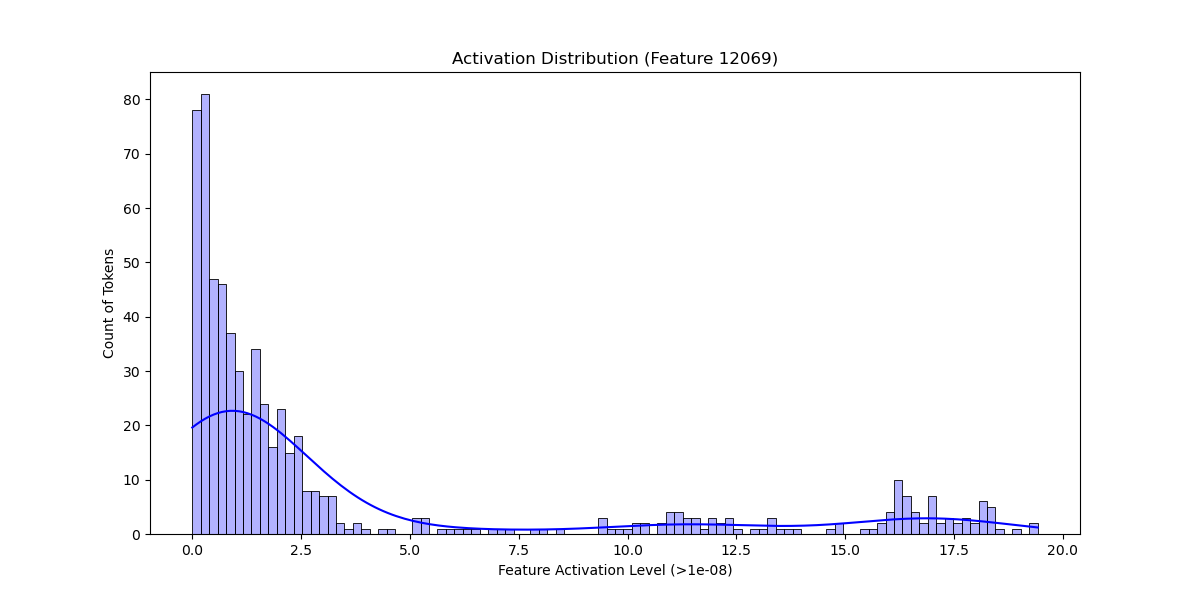 Activation Distribution (Feature 12069)
80
70
60
50
40
30
20
10
0
Count of Tokens
0.0 2.5 5.0 7.5 10.0 12.5 15.0 17.5 20.0
Feature Activation Level (>1e-08)